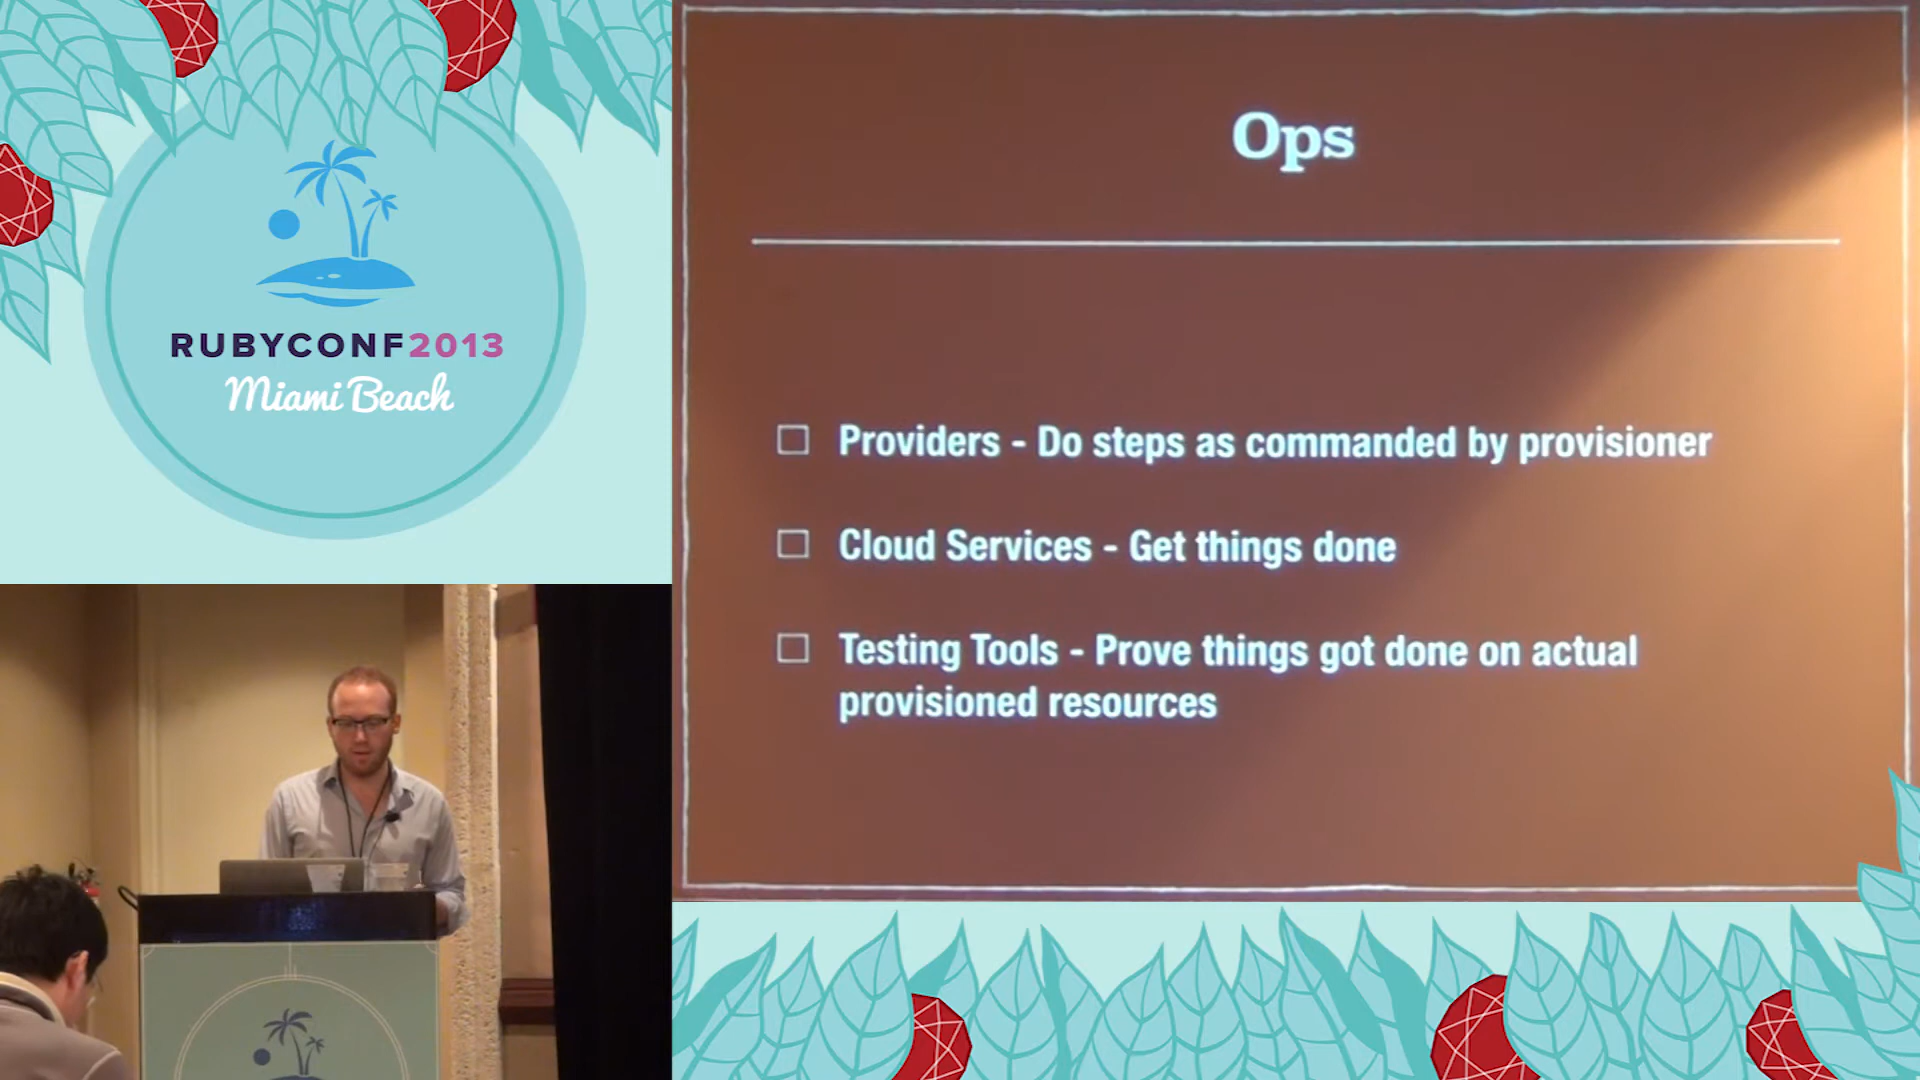 RUBYCONF2013
Miami Beach
Ops
Providers - Do steps as commanded by provisioner
Cloud Services - Get things done
Testing Tools - Prove things got done on actual
provisioned resources